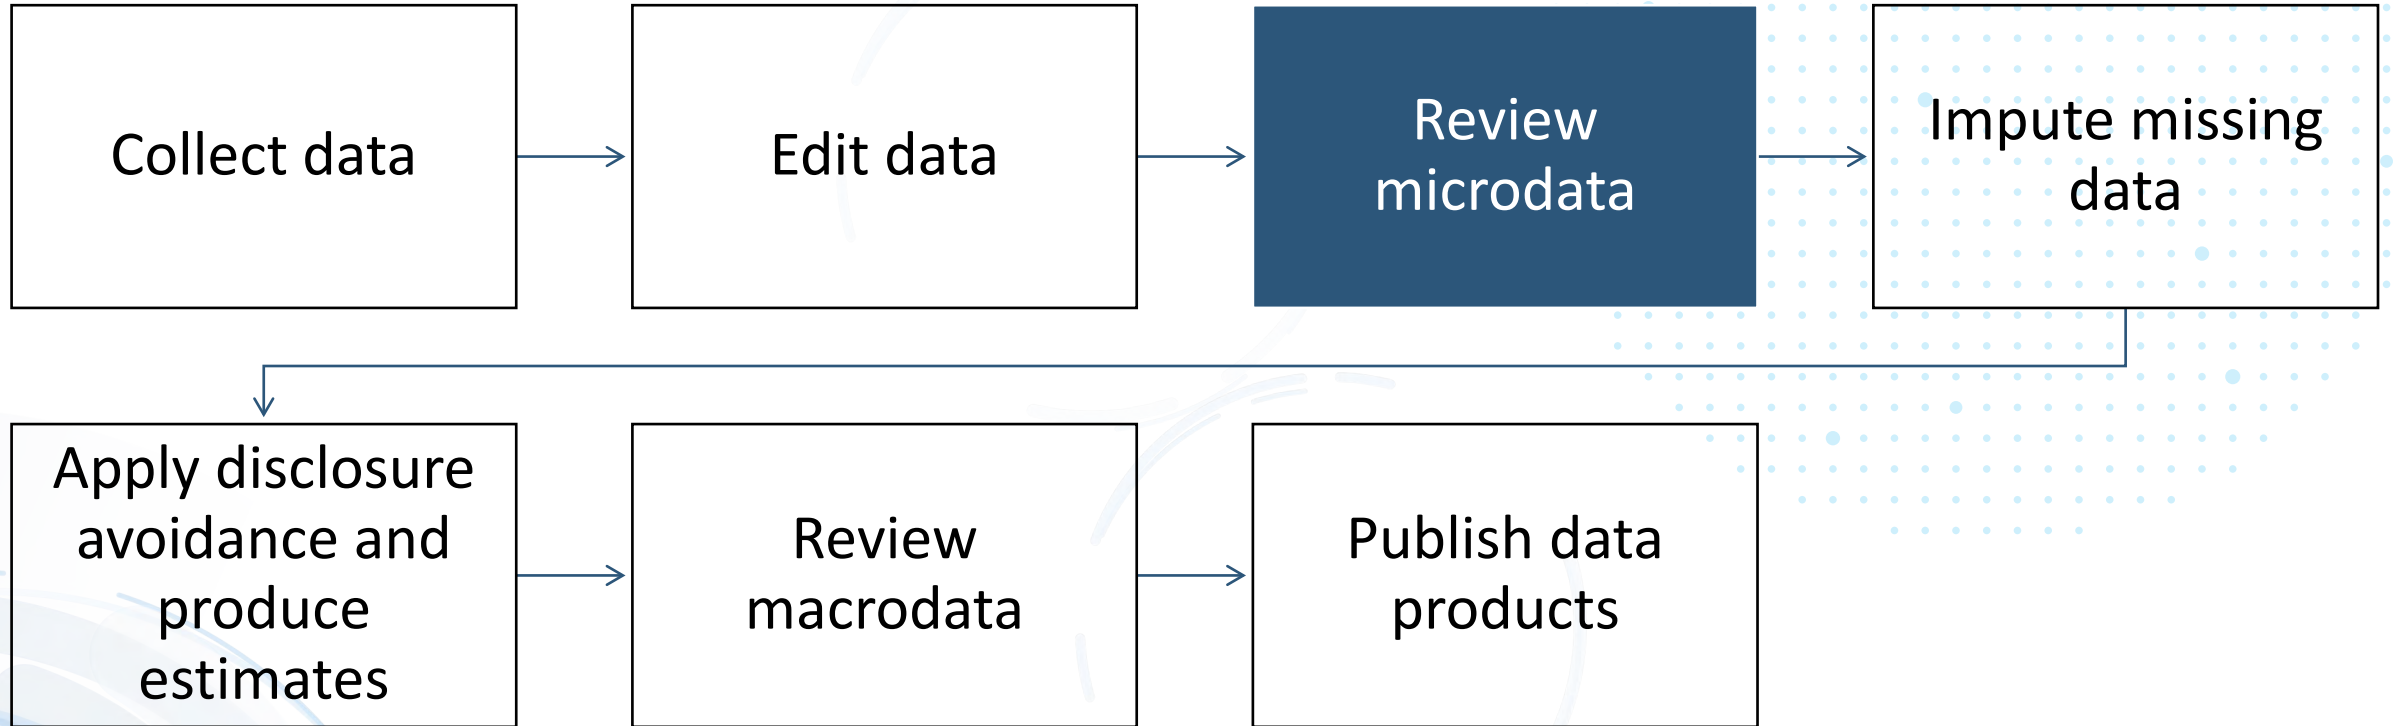 Collect data
Edit data
Review
microdata
Impute missing
data
Apply disclosure
avoidance and
produce
estimates
Review
macrodata
Publish data
products